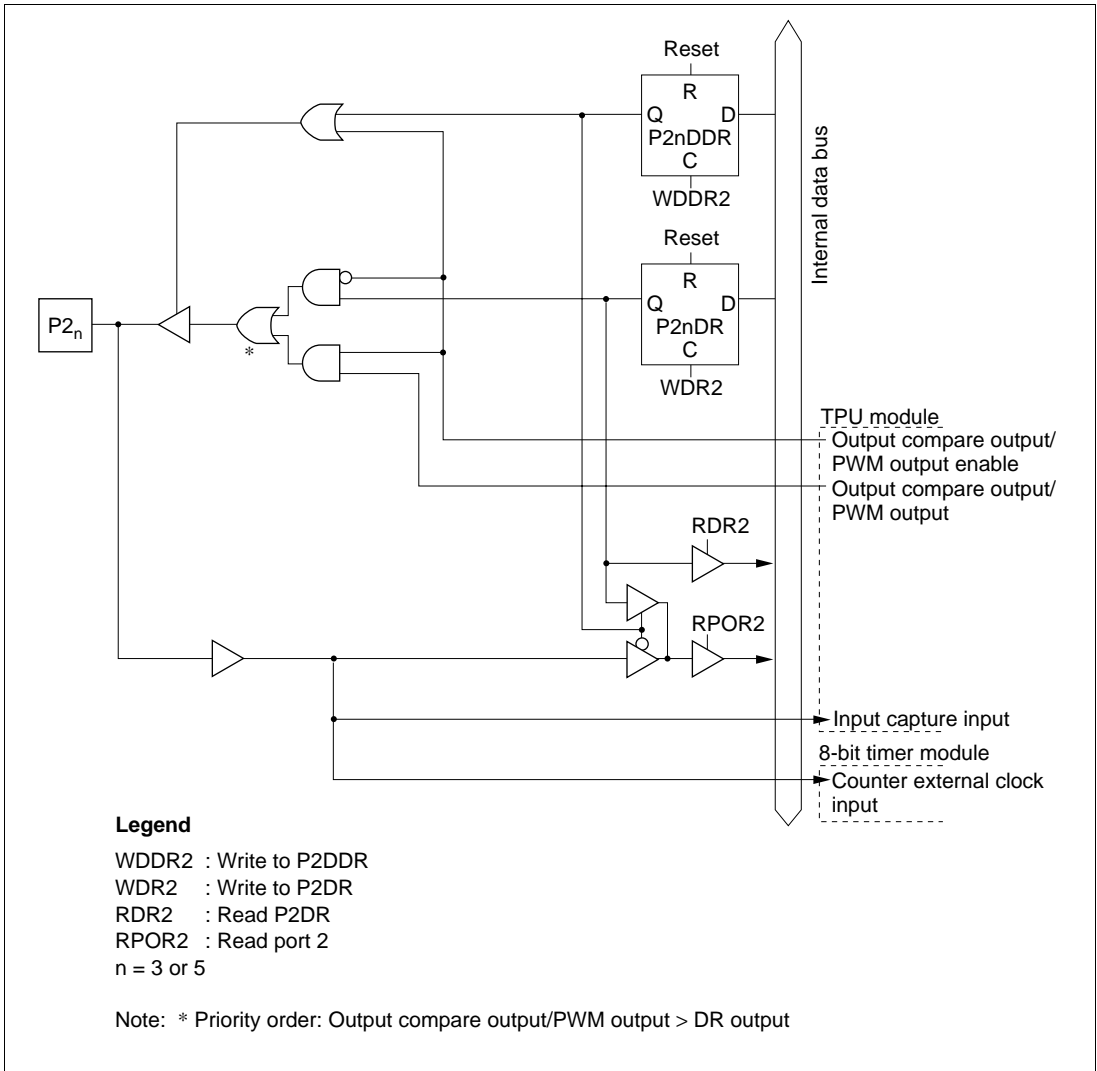 Reset
R
Q D
P2nDDR
C
WDDR2
Internal data bus
Reset
R
Q D
P2nDR
C
WDR2
P2n
*
TPU module
Output compare output/
PWM output enable
Output compare output/
PWM output
RDR2
RPOR2
Input capture input
8-bit timer module
Counter external clock
input
Legend
WDDR2 : Write to P2DDR
WDR2 : Write to P2DR
RDR2 : Read P2DR
RPOR2 : Read port 2
n = 3 or 5
Note: * Priority order: Output compare output/PWM output > DR output